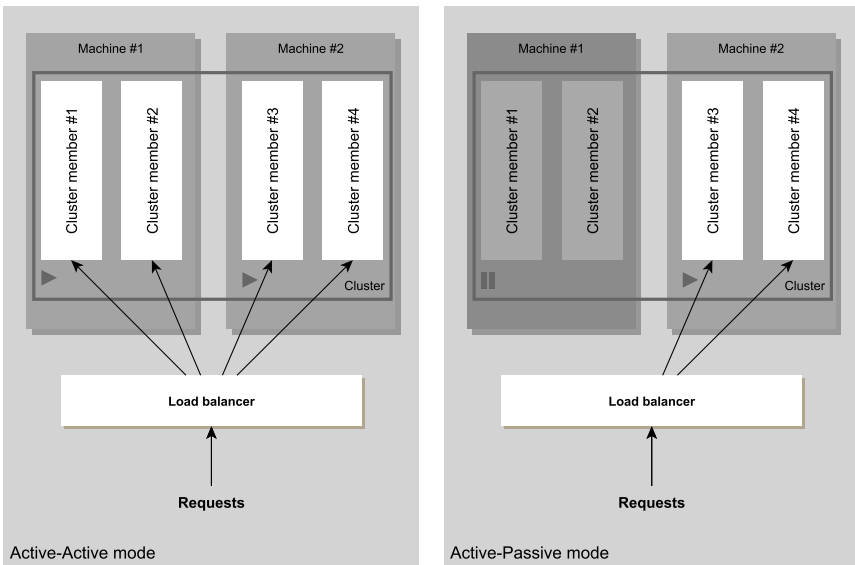 Machine #1
Machine #2
Cluster member #1
Cluster member #2
Cluster member #3
Cluster member #4
Cluster
Load balancer
Requests
Active-Active mode
Machine #1
Machine #2
Cluster member #1
Cluster member #2
Cluster member #3
Cluster member #4
Cluster
Load balancer
Requests
Active-Passive mode